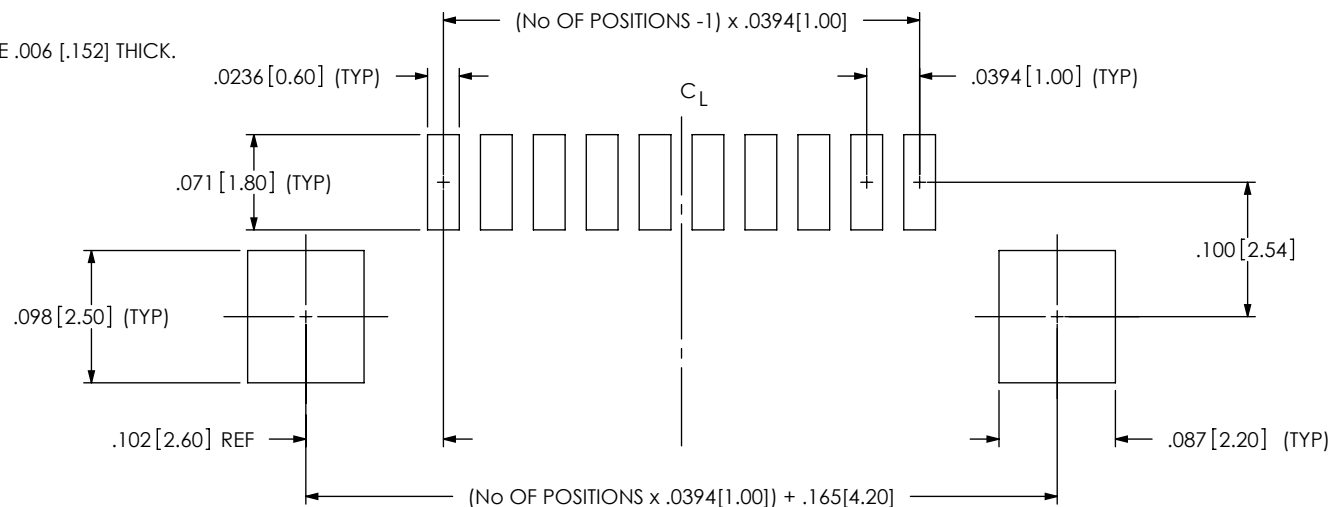 (No OF POSITIONS -1) x .0394[1.00]
E .006 [.152] THICK.
.0236[0.60] (TYP)
.0394[1.00] (TYP)
CL
.071[1.80] (TYP)
.100[2.54]
.098[2.50] (TYP)
.102[2.60] REF
.087[2.20] (TYP)
(No OF POSITIONS x .0394[1.00]) + .165[4.20]